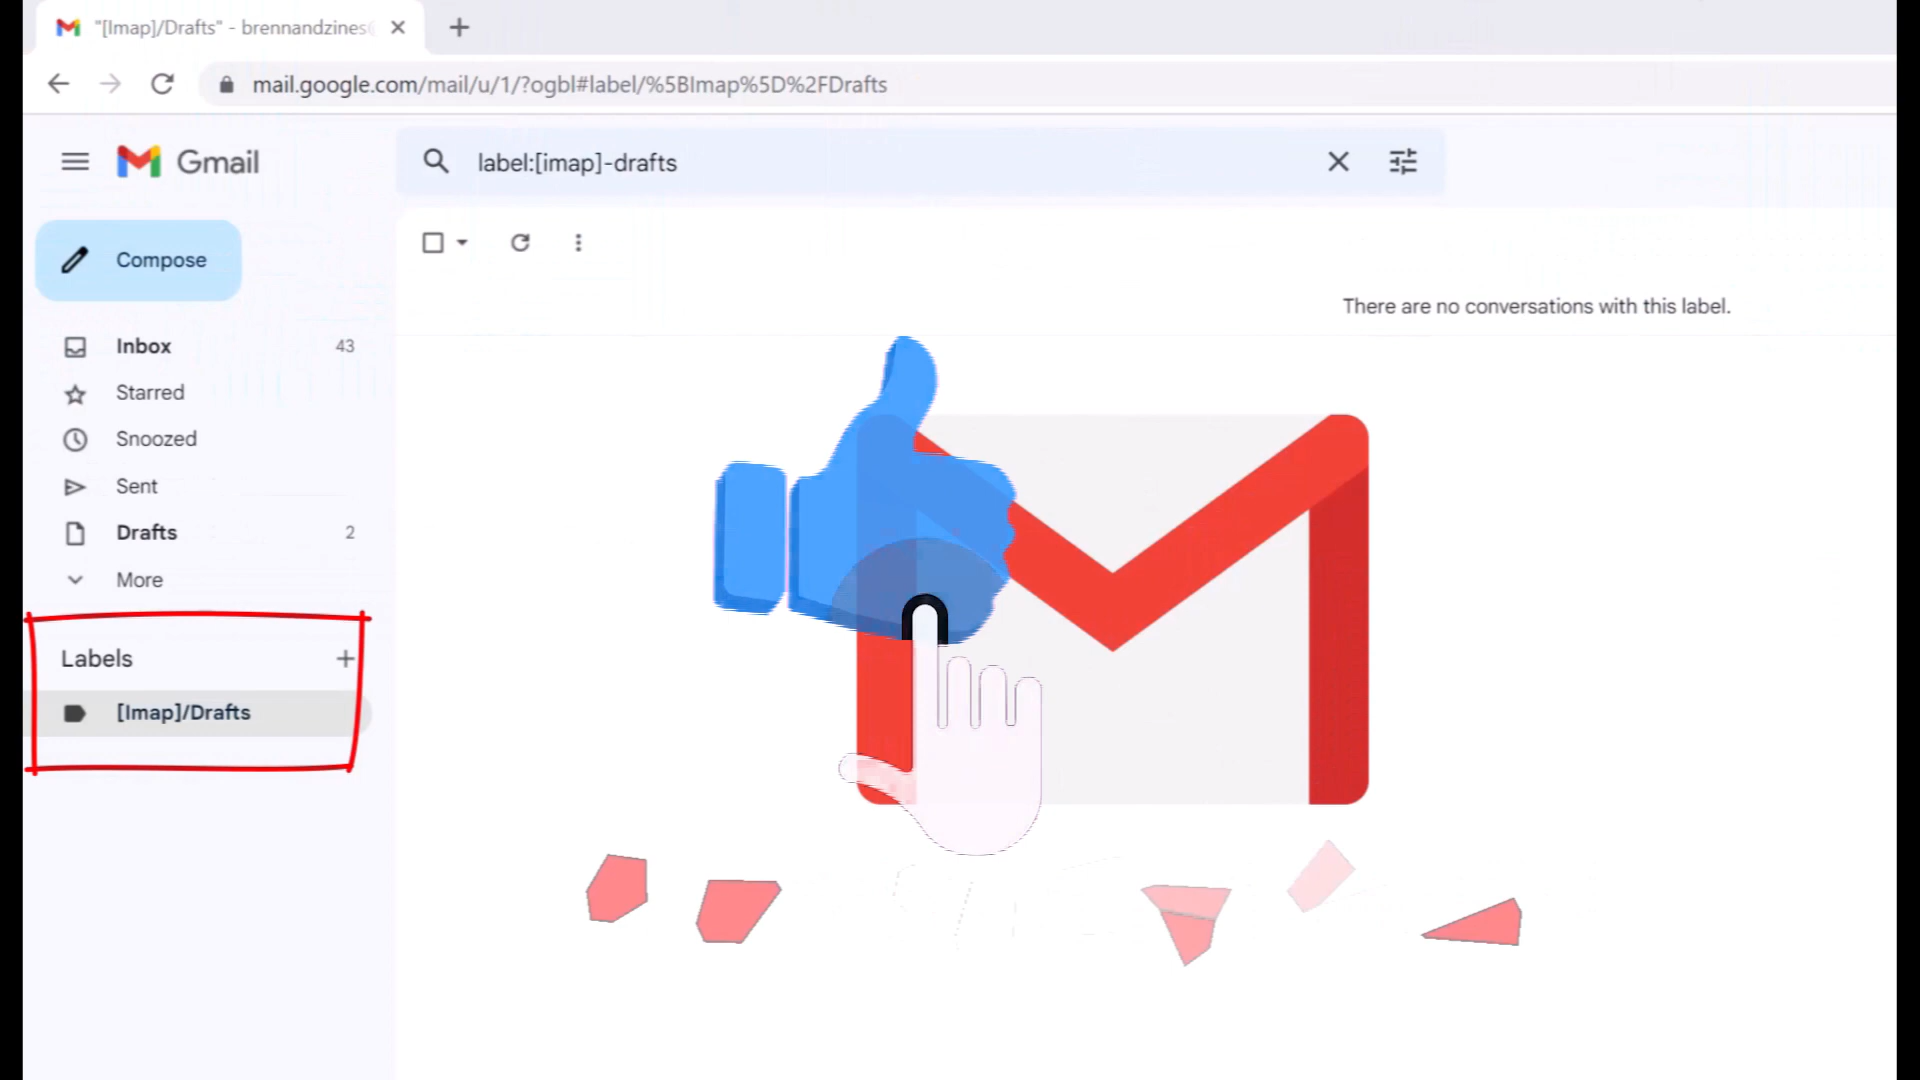 "[Imap]/Drafts" - brennandzines
mail.google.com/mail/u/1/?ogbl#label/%5BImap%5D%2FDrafts
Gmail
label:[imap]-drafts
Compose
There are no conversations with this label.
Inbox 43
Starred
Snoozed
Sent
Drafts 2
More
Labels +
[Imap]/Drafts